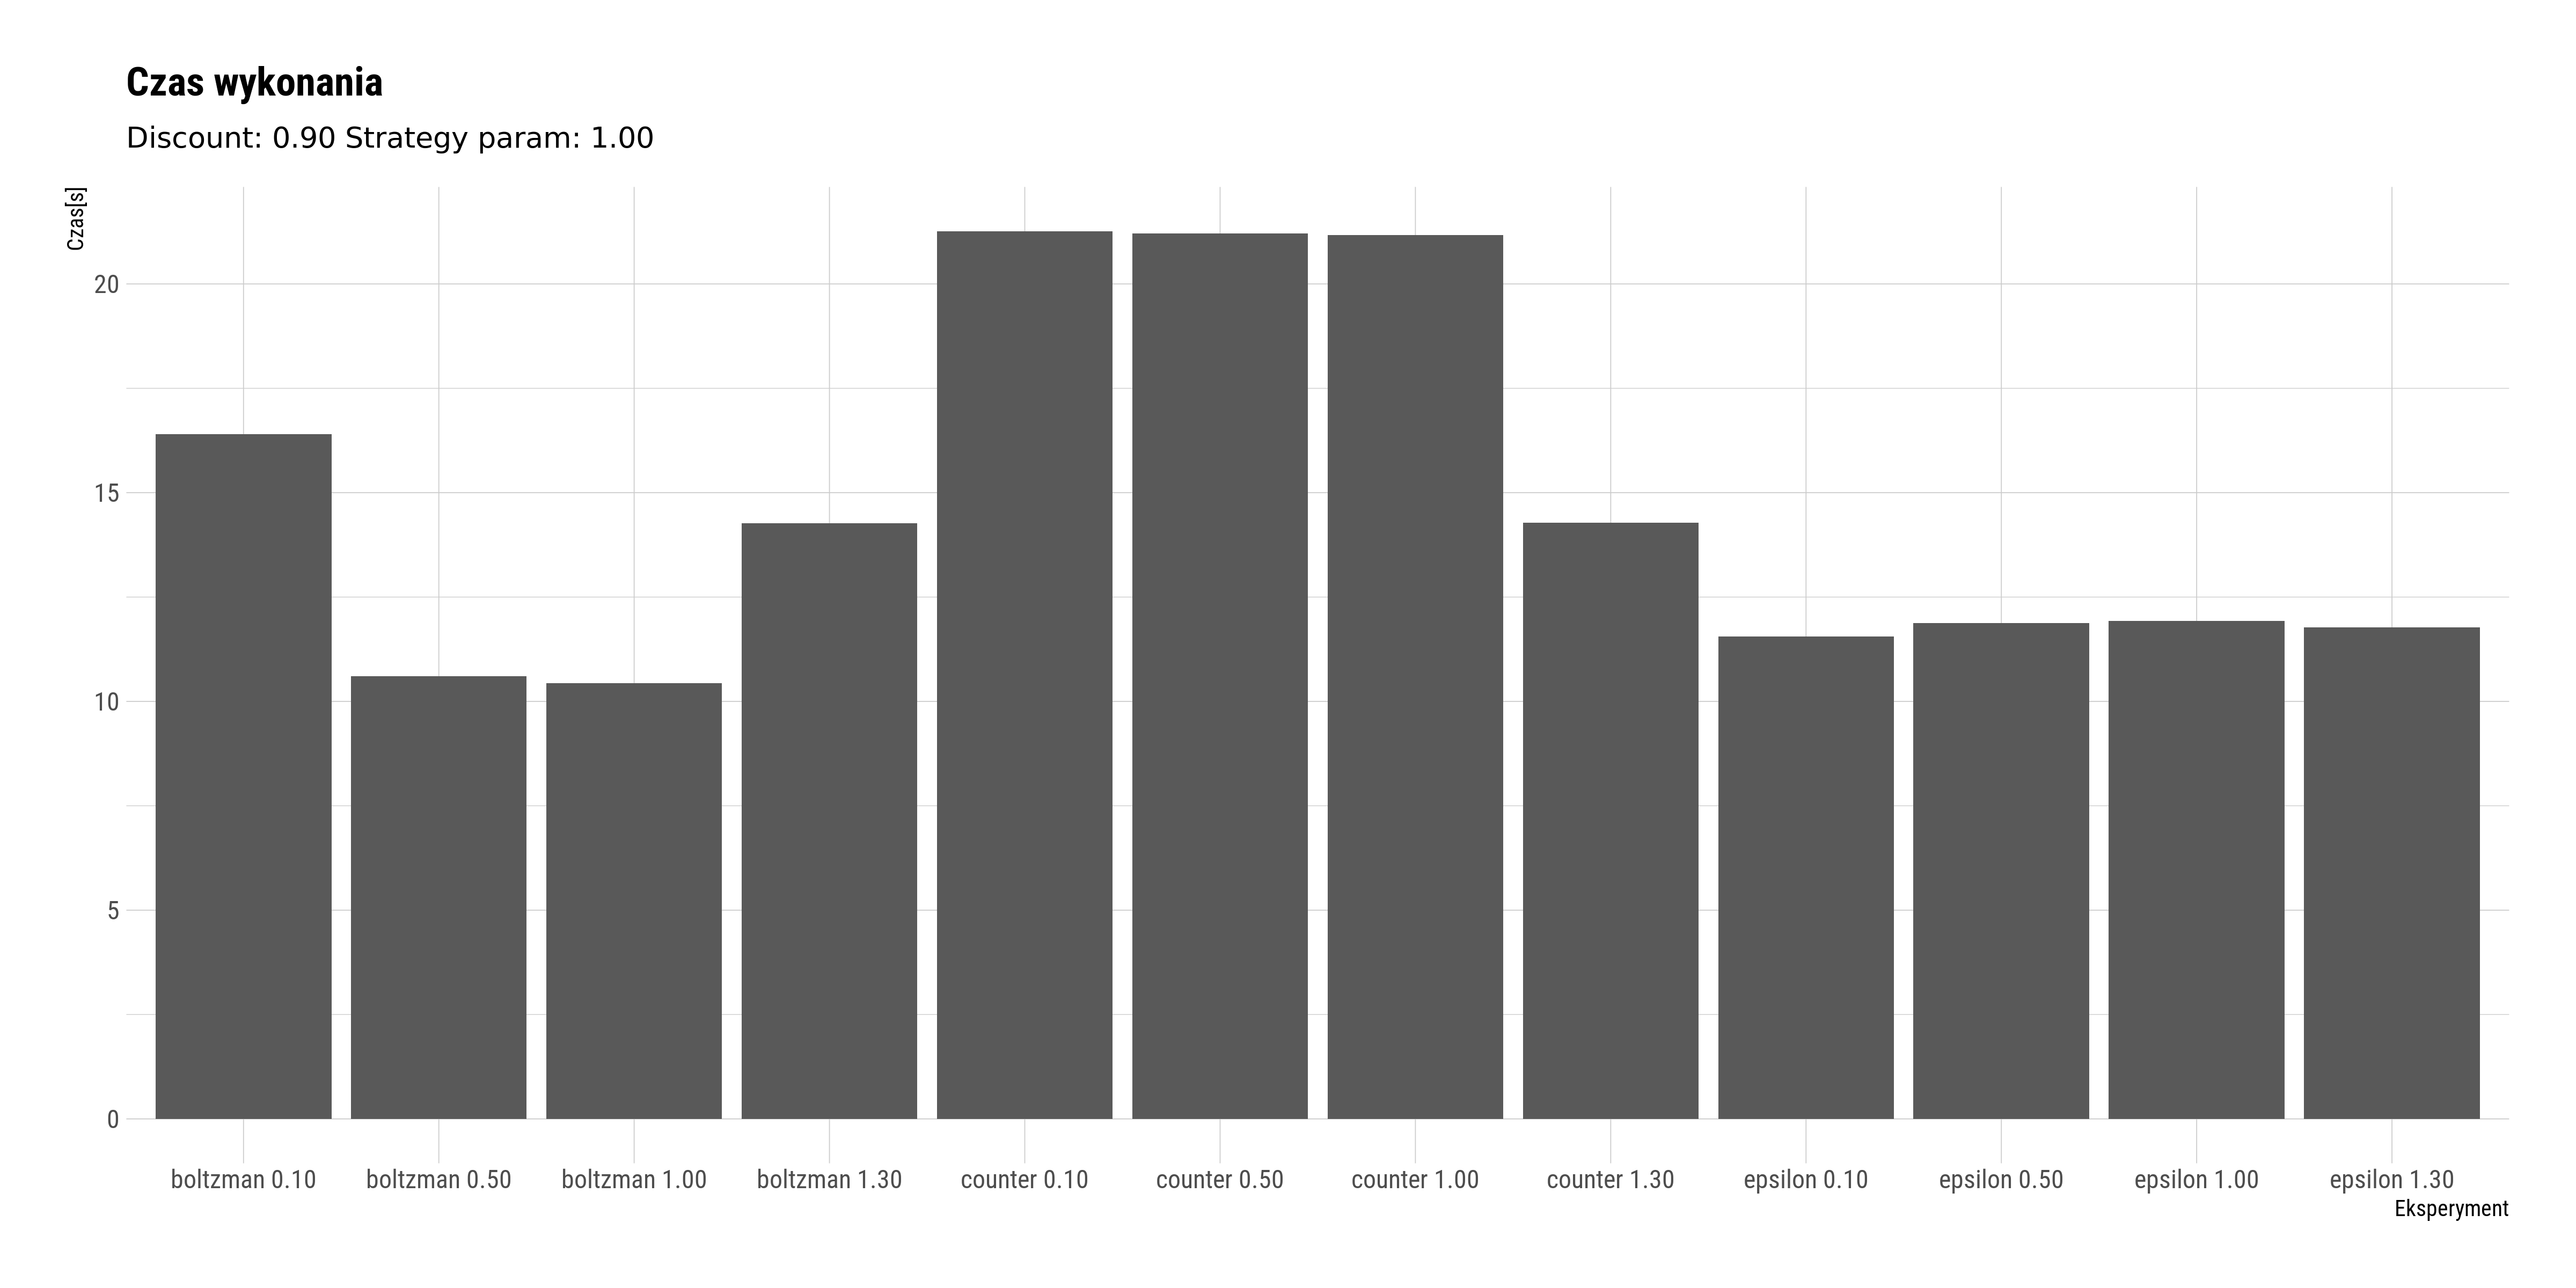 Czas wykonania
Discount: 0.90 Strategy param: 1.00
Czas[s]
20
15
10
5
0
boltzman 0.10 boltzman 0.50 boltzman 1.00 boltzman 1.30 counter 0.10 counter 0.50 counter 1.00 counter 1.30 epsilon 0.10 epsilon 0.50 epsilon 1.00 epsilon 1.30
Eksperyment